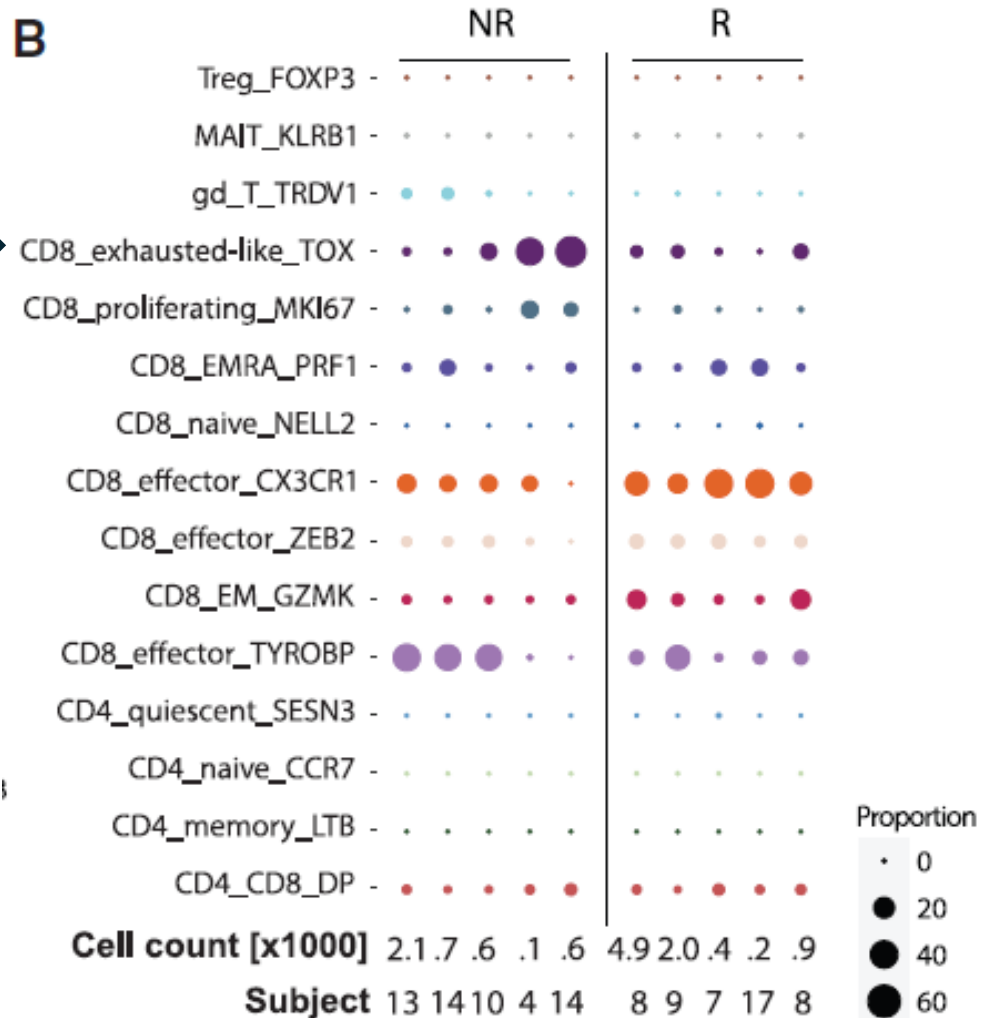 B
NR R
Treg_FOXP3 -
MAIT_KLRB1 -
gd_T_TRDV1 -
CD8_exhausted-like_TOX -
CD8_proliferating_MKI67 -
CD8_EMRA_PRF1 -
CD8_naive_NELL2 -
CD8_effector_CX3CR1 -
CD8_effector_ZEB2 -
CD8_EM_GZMK -
CD8_effector_TYROBP -
CD4_quiescent_SESN3 -
CD4_naive_CCR7 -
CD4_memory_LTB -
CD4_CD8_DP -
Cell count [x1000] 2.1 .7 .6 .1 .6 4.9 2.0 .4 .2 .9
Subject 13 14 10 4 14 8 9 7 17 8
Proportion
0
20
40
60